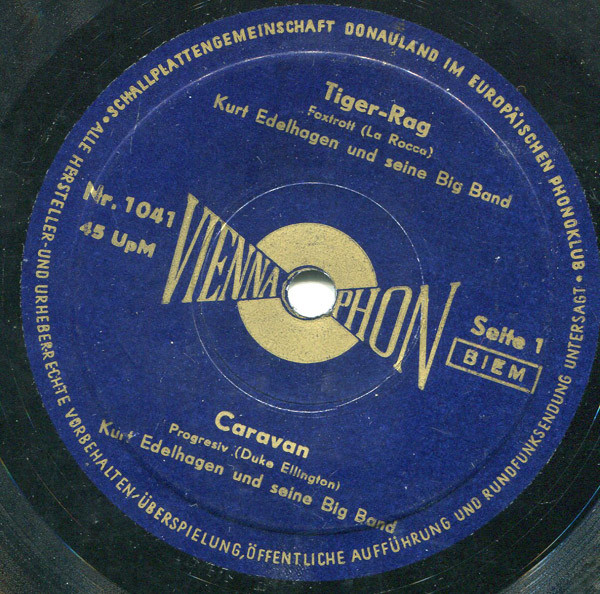 • SCHALLPLATTENGEMEINSCHAFT DONAULAND IM EUROPÄISCHEN PHONOKLUB • ALLE HERSTELLER-UND URHEBERRECHTE VORBEHALTEN/ÜBERSPIELUNG, ÖFFENTLICHE AUFFÜHRUNG UND RUNDFUNKSENDUNG UNTERSAGT
Tiger-Rag
Foxtrott (La Rocca)
Kurt Edelhagen und seine Big Band
Nr. 1041
45 UpM
VIENNA PHON
Seite 1
BIEM
Caravan
Progresiv (Duke Ellington)
Kurt Edelhagen und seine Big Band